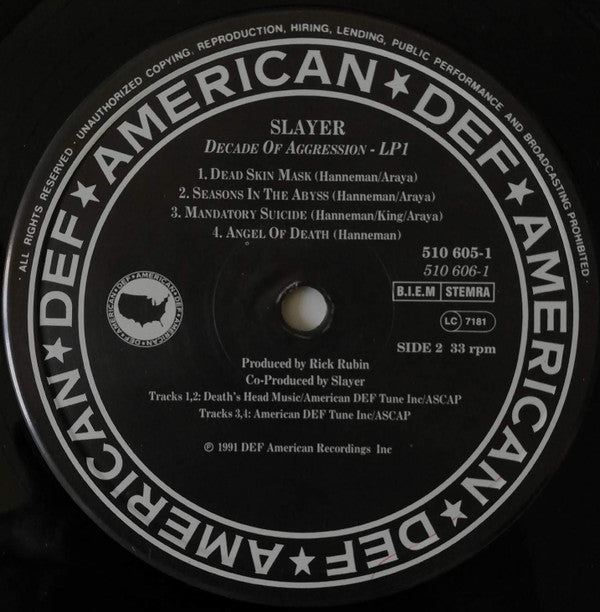 ALL RIGHTS RESERVED · UNAUTHORIZED COPYING, REPRODUCTION, HIRING, LENDING, PUBLIC PERFORMANCE AND BROADCASTING PROHIBITED
AMERICAN ★ DEF ★ AMERICAN ★ DEF ★ AMERICAN ★ DEF ★ AMERICAN ★ DEF ★
SLAYER
DECADE OF AGGRESSION - LP1
1. DEAD SKIN MASK (Hanneman/Araya)
2. SEASONS IN THE ABYSS (Hanneman/Araya)
3. MANDATORY SUICIDE (Hanneman/King/Araya)
4. ANGEL OF DEATH (Hanneman)
510 605-1
510 606-1
B.I.E.M STEMRA
LC 7181
SIDE 2 33 rpm
Produced by Rick Rubin
Co-Produced by Slayer
Tracks 1,2: Death's Head Music/American DEF Tune Inc/ASCAP
Tracks 3,4: American DEF Tune Inc/ASCAP
℗ 1991 DEF American Recordings Inc